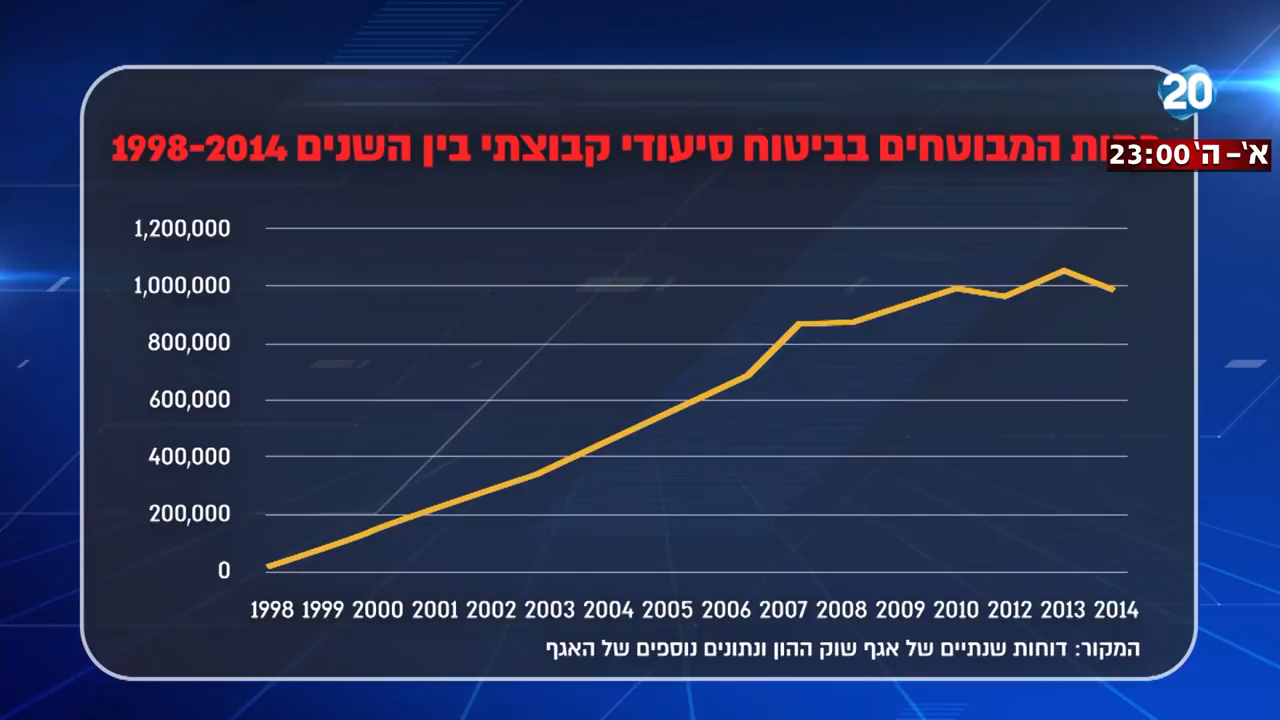 20
המבוטחים בביטוח סיעודי קבוצתי בין השנים 1998-2014
א'- ה' 23:00
1,200,000
1,000,000
800,000
600,000
400,000
200,000
0
1998 1999 2000 2001 2002 2003 2004 2005 2006 2007 2008 2009 2010 2012 2013 2014
המקור: דוחות שנתיים של אגף שוק ההון ונתונים נוספים של האגף